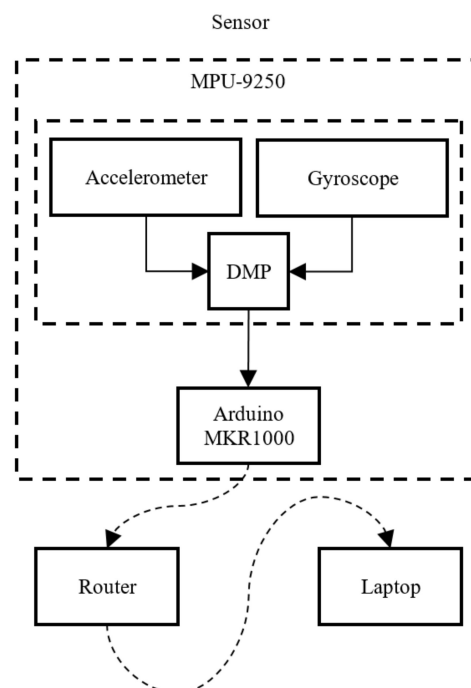 Sensor
MPU-9250
Accelerometer
Gyroscope
DMP
Arduino
MKR1000
Router
Laptop